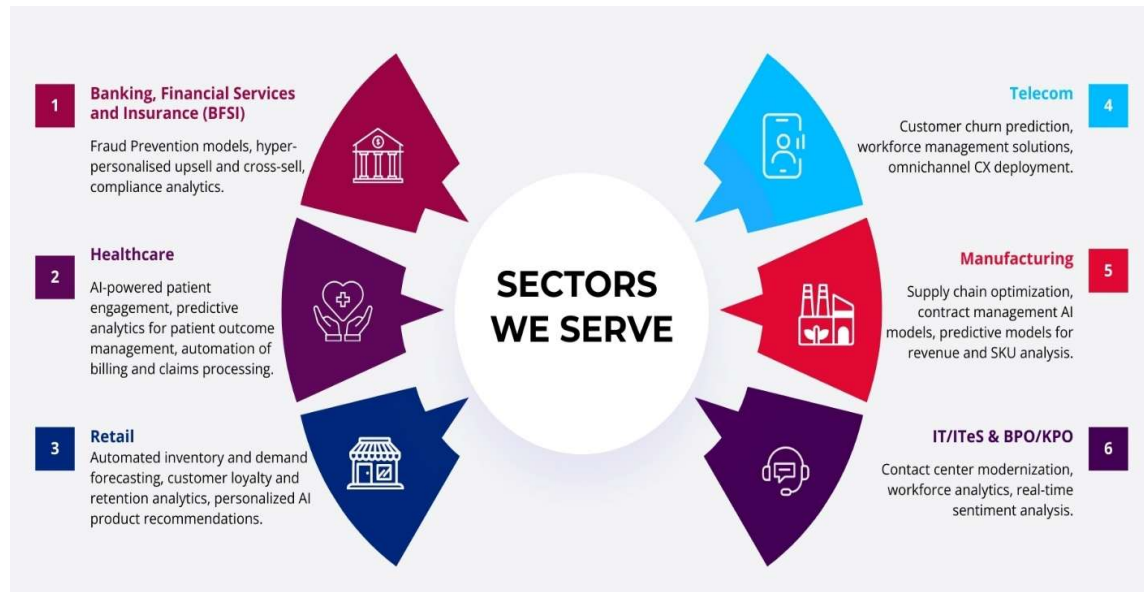 1
Banking, Financial Services
and Insurance (BFSI)
Fraud Prevention models, hyper-
personalised upsell and cross-sell,
compliance analytics.
2
Healthcare
AI-powered patient
engagement, predictive
analytics for patient outcome
management, automation of
billing and claims processing.
3
Retail
Automated inventory and demand
forecasting, customer loyalty and
retention analytics, personalized AI
product recommendations.
$
SECTORS
WE SERVE
Telecom
4
Customer churn prediction,
workforce management solutions,
omnichannel CX deployment.
Manufacturing
5
Supply chain optimization,
contract management AI
models, predictive models for
revenue and SKU analysis.
IT/ITeS & BPO/KPO
6
Contact center modernization,
workforce analytics, real-time
sentiment analysis.